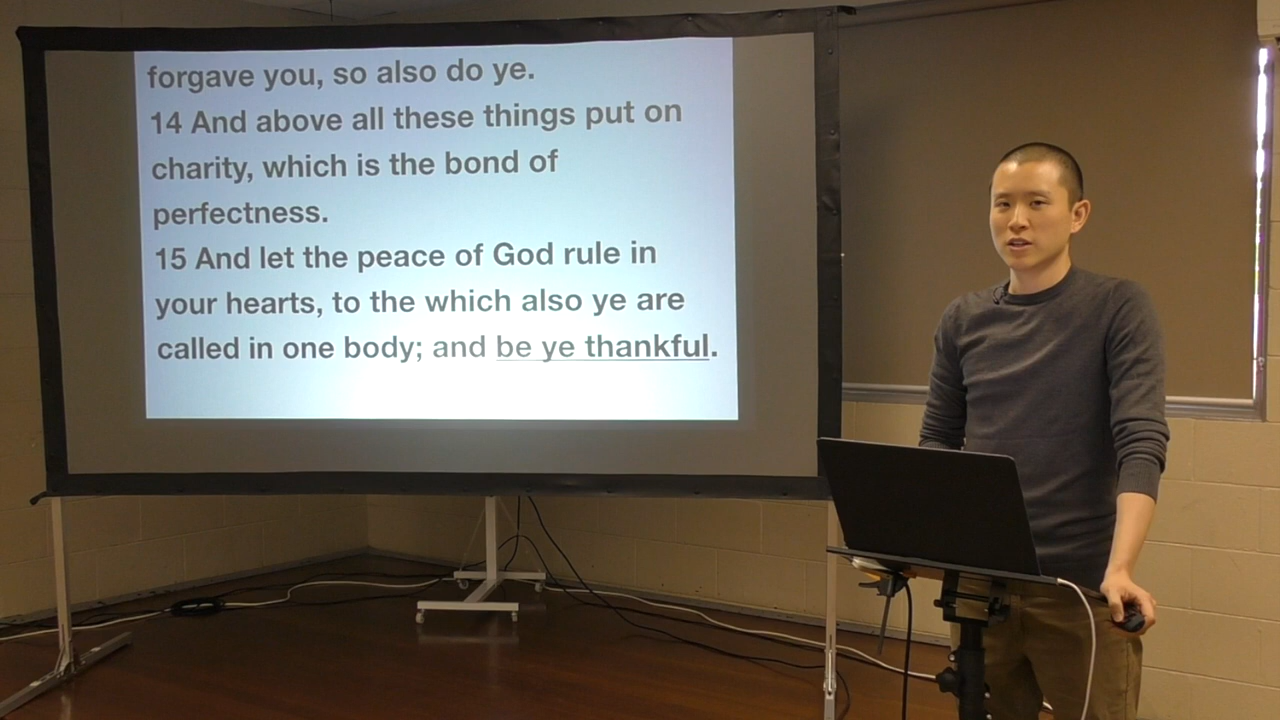 forgave you, so also do ye.
14 And above all these things put on
charity, which is the bond of
perfectness.
15 And let the peace of God rule in
your hearts, to the which also ye are
called in one body; and be ye thankful.